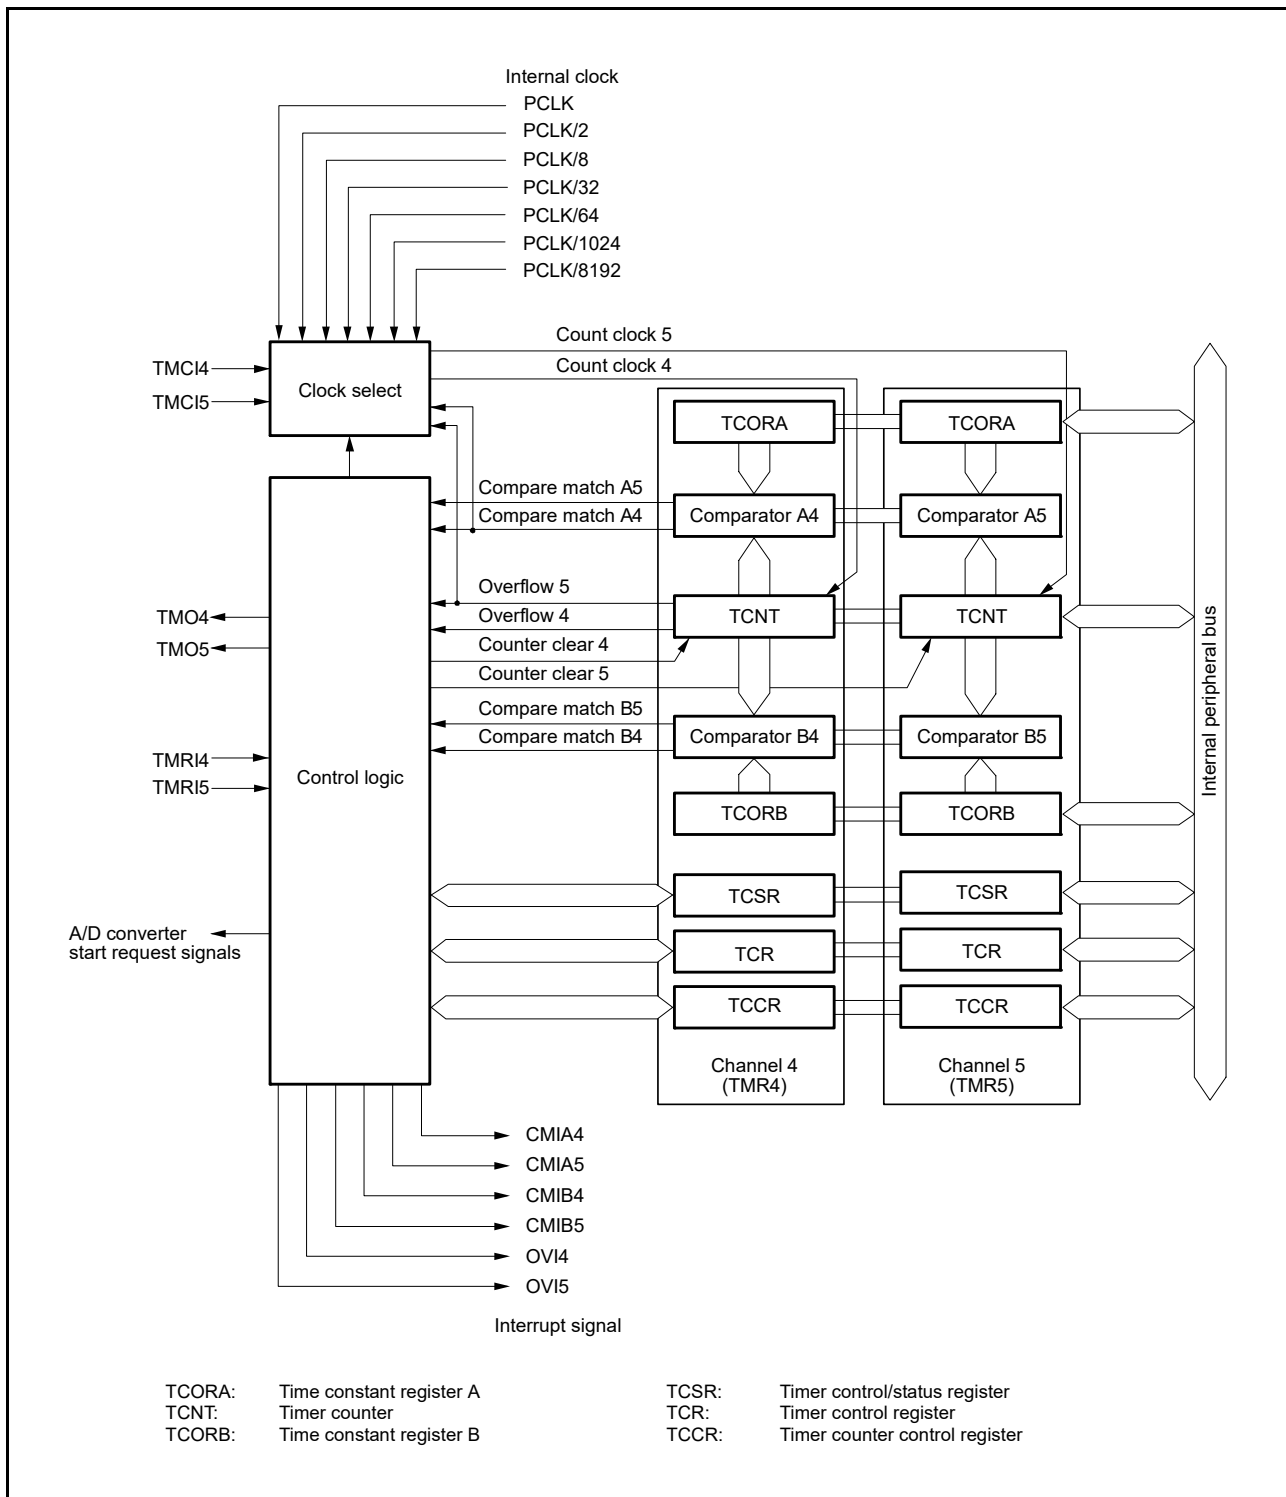 Internal clock
PCLK
PCLK/2
PCLK/8
PCLK/32
PCLK/64
PCLK/1024
PCLK/8192
Count clock 5
Count clock 4
TMCI4
TMCI5
Clock select
TCORA
TCORA
Compare match A5
Compare match A4
Comparator A4
Comparator A5
Overflow 5
Overflow 4
Counter clear 4
Counter clear 5
TCNT
TCNT
TMO4
TMO5
Compare match B5
Compare match B4
Comparator B4
Comparator B5
TMRI4
TMRI5
Control logic
TCORB
TCORB
TCSR
TCSR
A/D converter
start request signals
TCR
TCR
TCCR
TCCR
Channel 4
(TMR4)
Channel 5
(TMR5)
Internal peripheral bus
CMIA4
CMIA5
CMIB4
CMIB5
OVI4
OVI5
Interrupt signal
TCORA: Time constant register A
TCNT: Timer counter
TCORB: Time constant register B
TCSR: Timer control/status register
TCR: Timer control register
TCCR: Timer counter control register